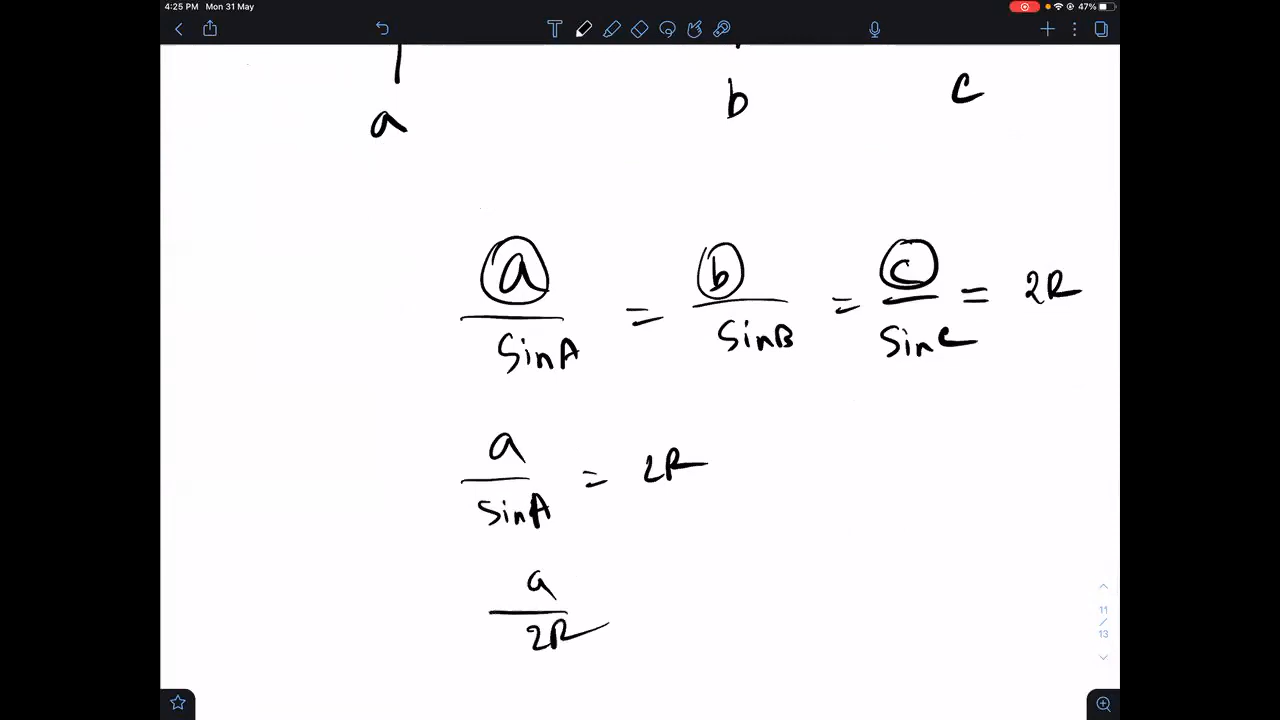 4:25 PM Mon 31 May 47%
T
a b c
a/sinA = b/sinB = c/sinC = 2R
a/sinA = 2R
a/2R
11
/
13